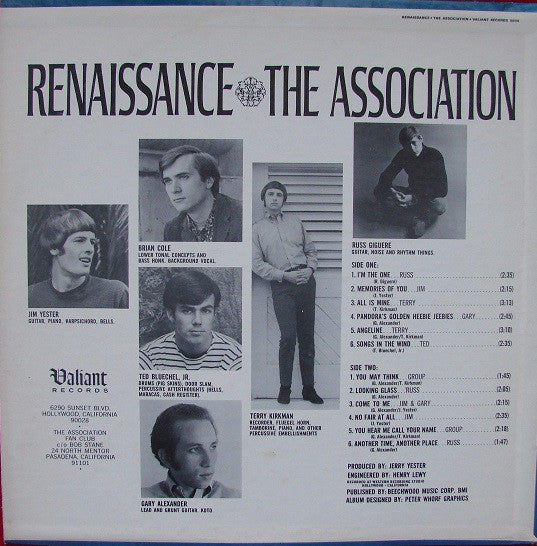 RENAISSANCE • THE ASSOCIATION • VALIANT RECORDS
RENAISSANCE THE ASSOCIATION
JIM YESTER
GUITAR, PIANO, HARPSICHORD, BELLS.
BRIAN COLE
LOWER TONAL CONCEPTS AND
BASS HONK. BACKGROUND VOCAL.
TED BLUECHEL, JR.
DRUMS (PIG SKINS), DOOR SLAM,
PERCUSSIVE AFTERTHOUGHTS (BELLS,
MARACAS, CASH REGISTER).
GARY ALEXANDER
LEAD AND GRUNT GUITAR. KOTO.
TERRY KIRKMAN
RECORDER, FLUEGEL HORN,
TAMBORINE, PIANO, AND OTHER
PERCUSSIVE EMBELLISHMENTS
RUSS GIGUERE
GUITAR, NOISE AND RHYTHM THINGS.
Valiant
RECORDS
6290 SUNSET BLVD.
HOLLYWOOD, CALIFORNIA
90028
THE ASSOCIATION
FAN CLUB
c/o BOB STANE
24 NORTH MENTOR
PASADENA, CALIFORNIA
91101
SIDE ONE:
1. I'M THE ONE...RUSS (2:35)
(R. Giguere)
2. MEMORIES OF YOU...JIM (2:15)
(J. Yester)
3. ALL IS MINE...TERRY (3:13)
(T. Kirkman)
4. PANDORA'S GOLDEN HEEBIE JEEBIES...GARY (2:45)
(G. Alexander)
5. ANGELINE...TERRY (3:10)
(G. Alexander/T. Kirkman)
6. SONGS IN THE WIND...TED (2:35)
(T. Bluechel, Jr.)
SIDE TWO:
1. YOU MAY THINK...GROUP (1:45)
(G. Alexander/T. Kirkman)
2. LOOKING GLASS...RUSS (2:05)
(G. Alexander)
3. COME TO ME...JIM & GARY (2:15)
(G. Alexander/J. Yester)
4. NO FAIR AT ALL...JIM (2:35)
(J. Yester)
5. YOU HEAR ME CALL YOUR NAME...GROUP (2:18)
(G. Alexander/T. Kirkman)
6. ANOTHER TIME, ANOTHER PLACE...RUSS (1:47)
(G. Alexander)
PRODUCED BY: JERRY YESTER
ENGINEERED BY: HENRY LEWY
RECORDED AT WESTERN RECORDING STUDIO
HOLLYWOOD - CALIFORNIA
PUBLISHED BY: BEECHWOOD MUSIC CORP. BMI
ALBUM DESIGNED BY: PETER WHORF GRAPHICS